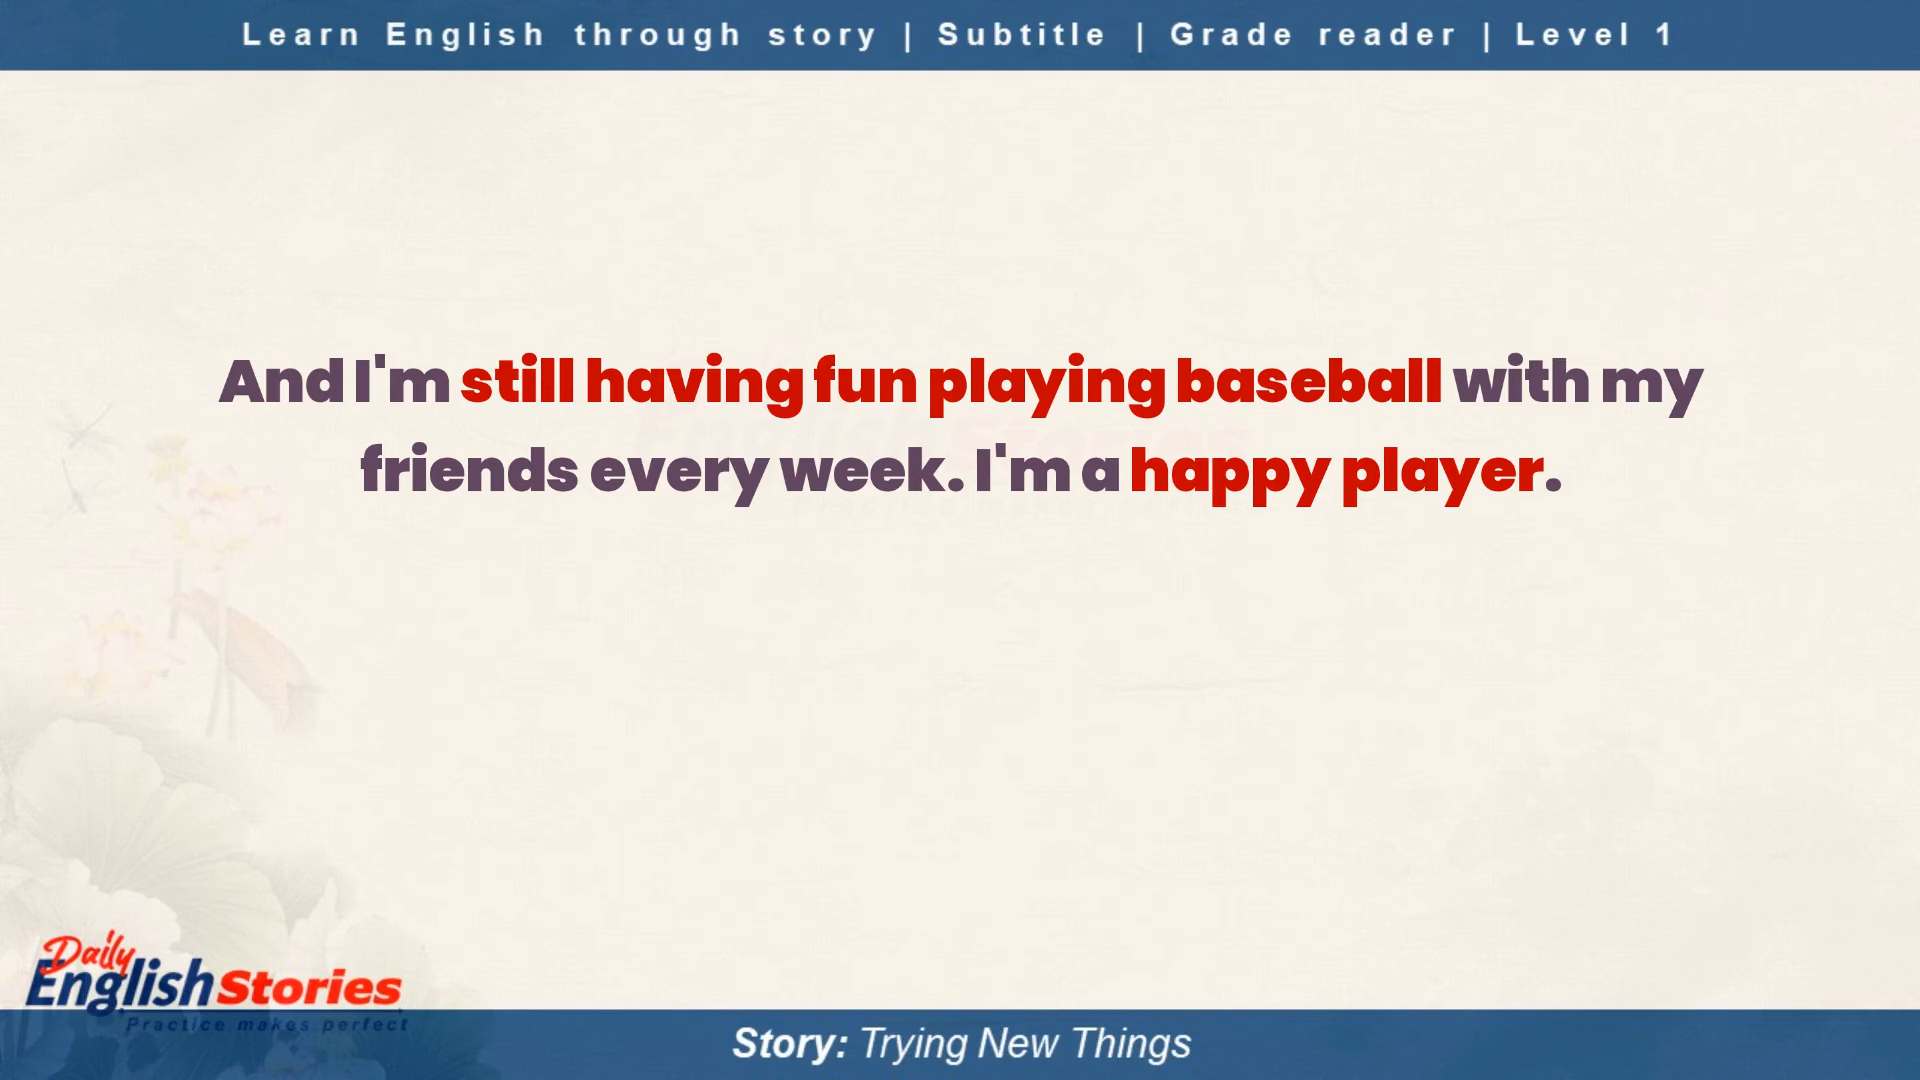 Learn English through story | Subtitle | Grade reader | Level 1
And I'm still having fun playing baseball with my
friends every week. I'm a happy player.
Daily
English Stories
Practice makes perfect
Story: Trying New Things